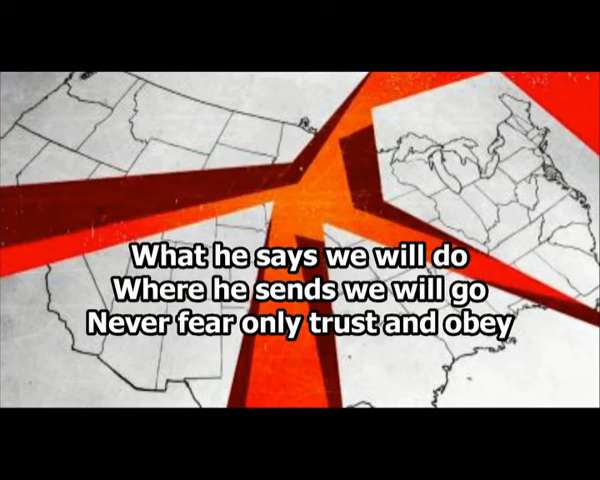 What he says we will do
Where he sends we will go
Never fear only trust and obey